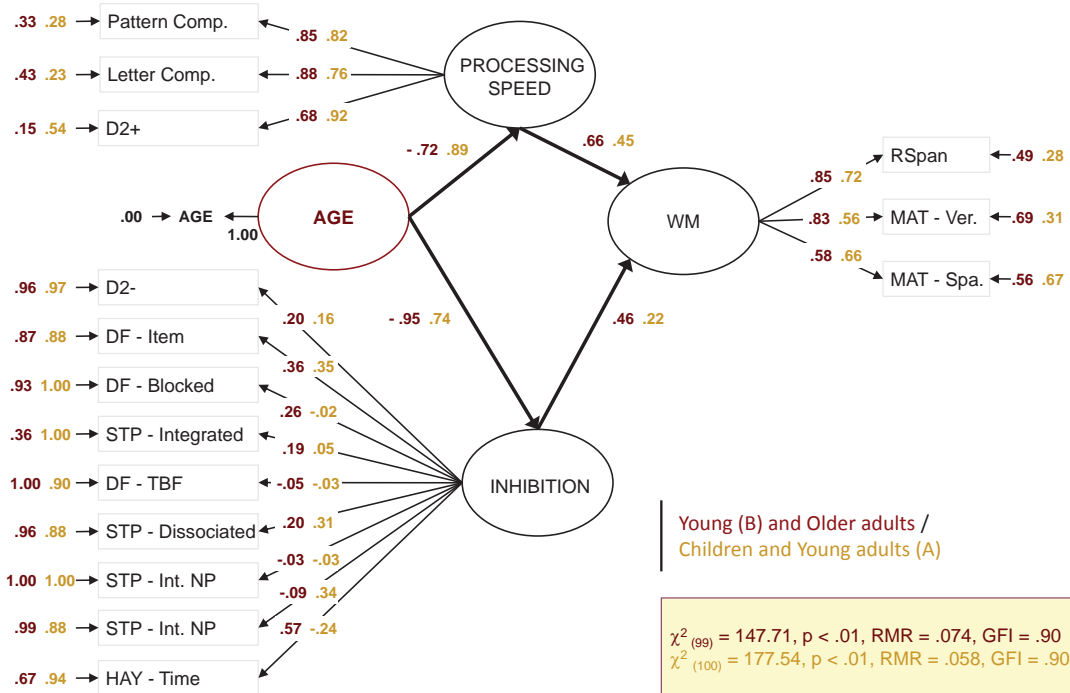 .33 .28 Pattern Comp. .85 .82
PROCESSING
SPEED
.43 .23 Letter Comp. .88 .76
.15 .54 D2+ .68 .92
- .72 .89 .66 .45
RSpan .49 .28
.85 .72
.00 AGE 1.00 AGE
WM
.83 .56 MAT - Ver. .69 .31
.58 .66 MAT - Spa. .56 .67
.96 .97 D2- .20 .16
- .95 .74 .46 .22
.87 .88 DF - Item .36 .35
.93 1.00 DF - Blocked .26 -.02
.36 1.00 STP - Integrated .19 .05
1.00 .90 DF - TBF -.05 -.03
INHIBITION
.96 .88 STP - Dissociated .20 .31
1.00 1.00 STP - Int. NP -.03 -.03
.99 .88 STP - Int. NP -.09 .34
.67 .94 HAY - Time .57 -.24
Young (B) and Older adults /
Children and Young adults (A)
χ² (99) = 147.71, p < .01, RMR = .074, GFI = .90
χ² (100) = 177.54, p < .01, RMR = .058, GFI = .90